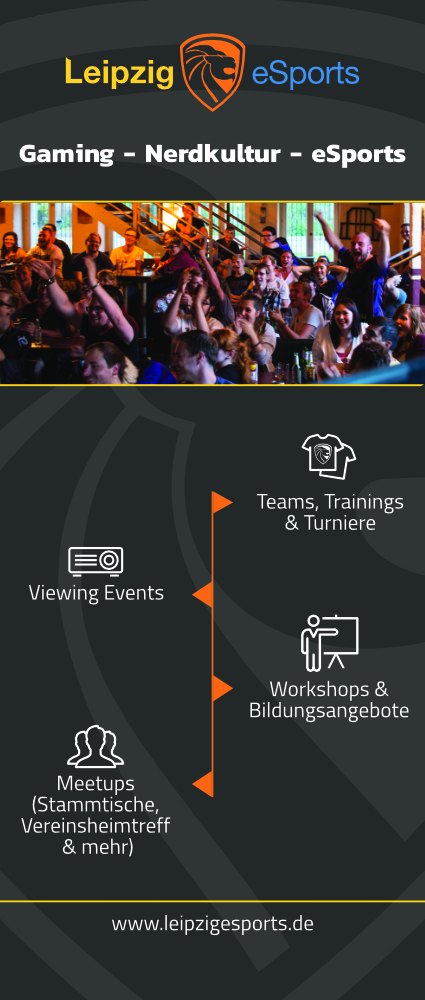 Leipzig eSports
Gaming – Nerdkultur – eSports
Teams, Trainings
& Turniere
Viewing Events
Workshops &
Bildungsangebote
Meetups
(Stammtische,
Vereinsheimtreff
& mehr)
www.leipzigesports.de